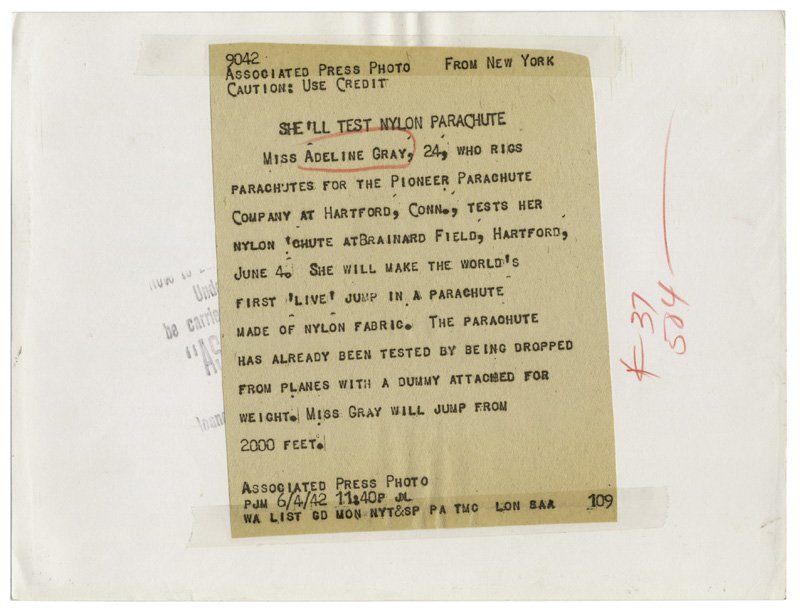 9042
ASSOCIATED PRESS PHOTO FROM NEW YORK
CAUTION: USE CREDIT
SHE'LL TEST NYLON PARACHUTE
MISS ADELINE GRAY, 24, WHO RIGS
PARACHUTES FOR THE PIONEER PARACHUTE
COMPANY AT HARTFORD, CONN., TESTS HER
NYLON 'CHUTE ATBRAINARD FIELD, HARTFORD,
JUNE 4. SHE WILL MAKE THE WORLD'S
FIRST 'LIVE' JUMP IN A PARACHUTE
MADE OF NYLON FABRIC. THE PARACHUTE
HAS ALREADY BEEN TESTED BY BEING DROPPED
FROM PLANES WITH A DUMMY ATTACHED FOR
WEIGHT. MISS GRAY WILL JUMP FROM
2000 FEET.
ASSOCIATED PRESS PHOTO
PJM 6/4/42 11:40P JL
WA LIST GD MON NYT&SP PA TMC LON SAA 109
be
K-37
584